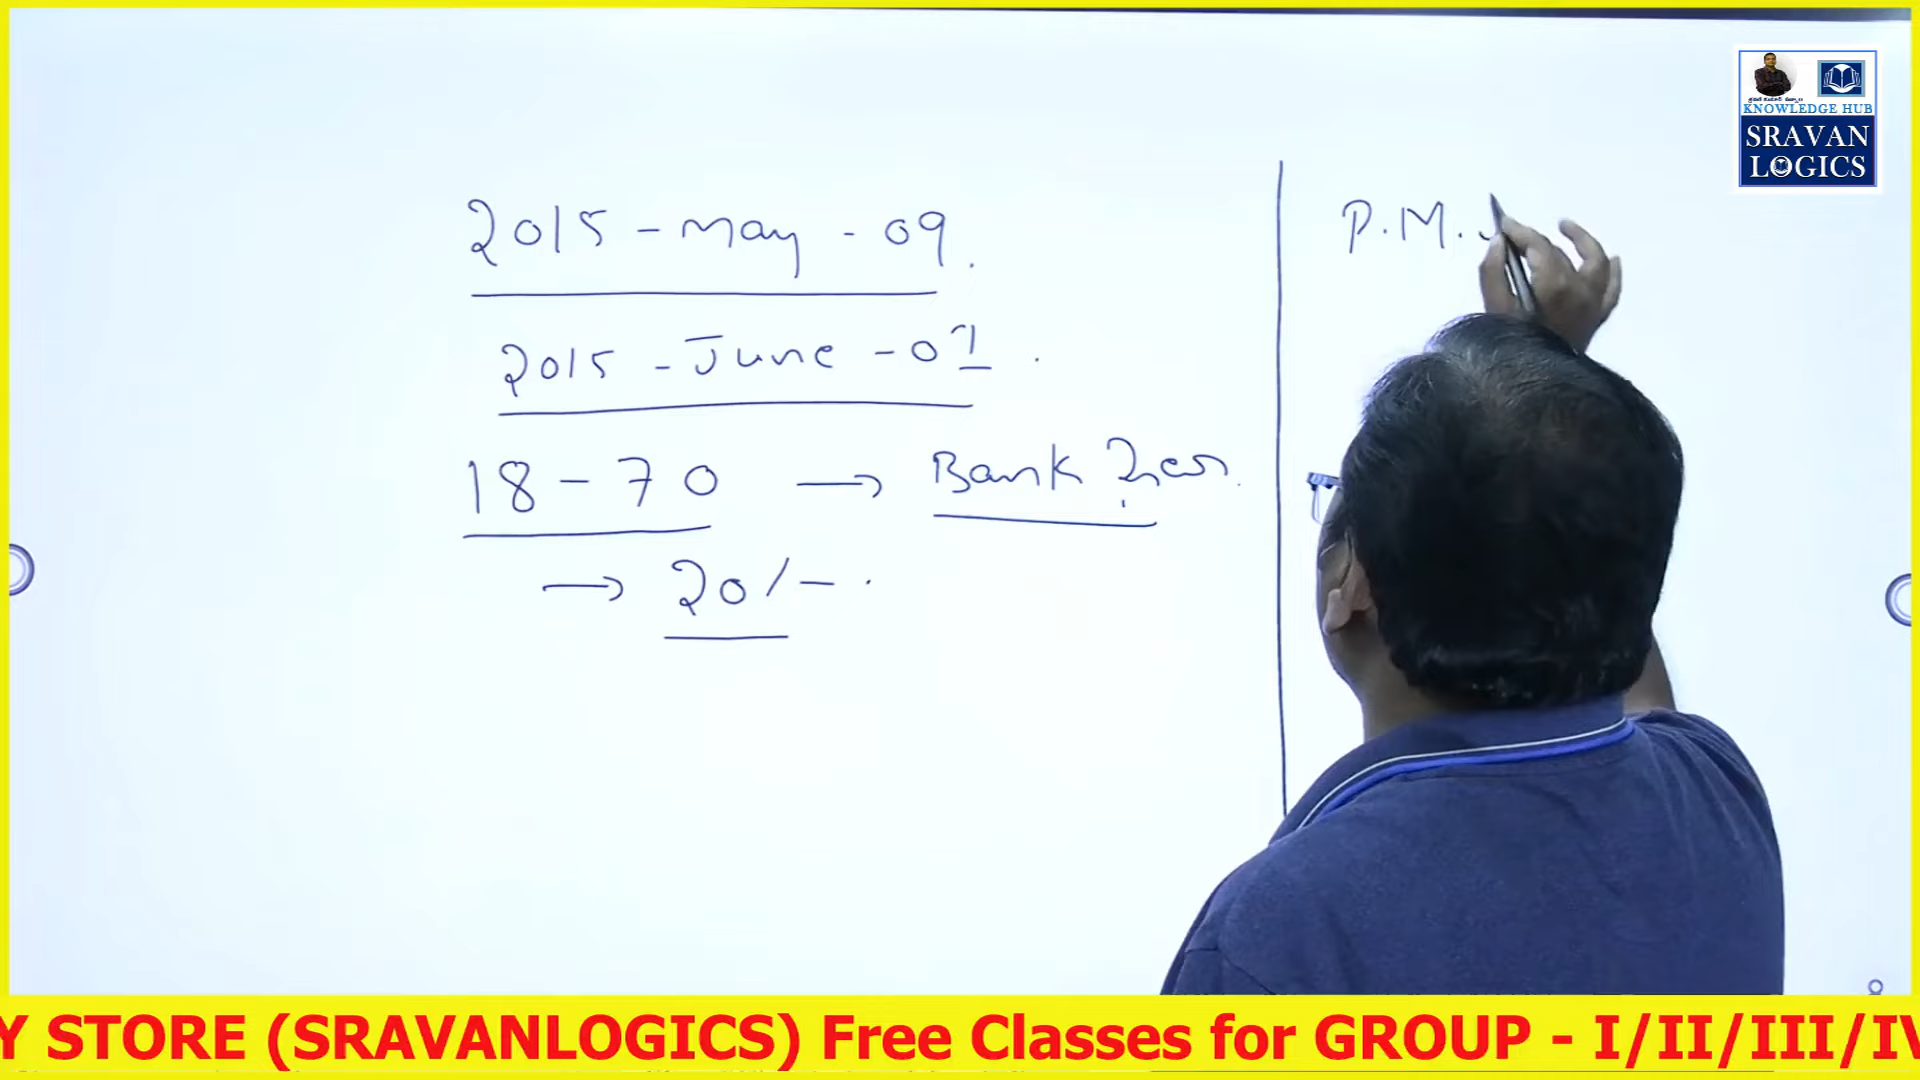 2015 - May - 09.
2015 - June - 01.
18 - 70 → Bank
→ 20/- .
P.M.
KNOWLEDGE HUB
SRAVAN
LOGICS
Y STORE (SRAVANLOGICS) Free Classes for GROUP - I/II/III/IV